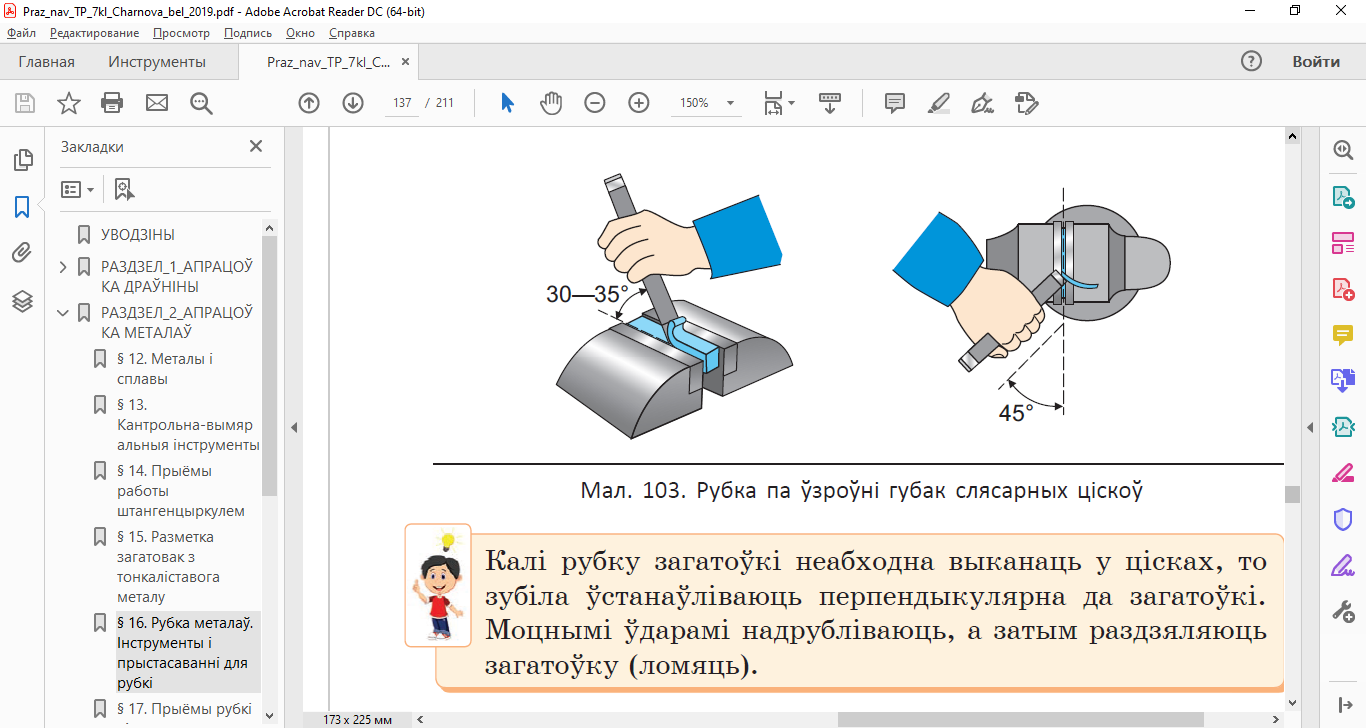 Praz_nav_TP_7kl_Charnova_bel_2019.pdf - Adobe Acrobat Reader DC (64-bit)
Файл Редактирование Просмотр Подпись Окно Справка
Главная Инструменты Praz_nav_TP_7kl_C... Войти
137 / 211 150%
Закладки
УВОДЗІНЫ
РАЗДЗЕЛ_1_АПРАЦОЎ
КА ДРАЎНІНЫ
РАЗДЗЕЛ_2_АПРАЦОЎ
КА МЕТАЛАЎ
§ 12. Металы і
сплавы
§ 13.
Кантрольна-вымяр
альныя інструменты
§ 14. Прыёмы
работы
штангенцыркулем
§ 15. Разметка
загатовак з
тонкаліставога
металу
§ 16. Рубка металаў.
Інструменты і
прыстасаванні для
рубкі
§ 17. Прыёмы рубкі
30—35°
45°
Мал. 103. Рубка па ўзроўні губак слясарных ціскоў
Калі рубку загатоўкі неабходна выканаць у цісках, то
зубіла ўстанаўліваюць перпендыкулярна да загатоўкі.
Моцнымі ўдарамі надрубліваюць, а затым раздзяляюць
загатоўку (ломяць).
173 x 225 мм